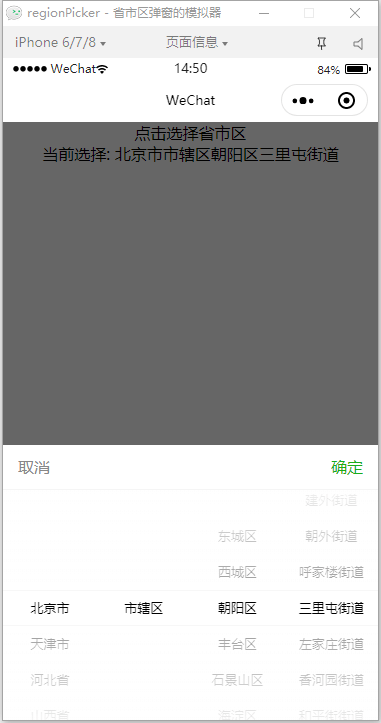 regionPicker - 省市区弹窗的模拟器
iPhone 6/7/8 页面信息
WeChat 14:50 84%
WeChat
点击选择省市区
当前选择: 北京市市辖区朝阳区三里屯街道
取消 确定
建外街道
东城区 朝外街道
西城区 呼家楼街道
北京市 市辖区 朝阳区 三里屯街道
天津市 丰台区 左家庄街道
河北省 石景山区 香河园街道
山西省 海淀区 和平街街道